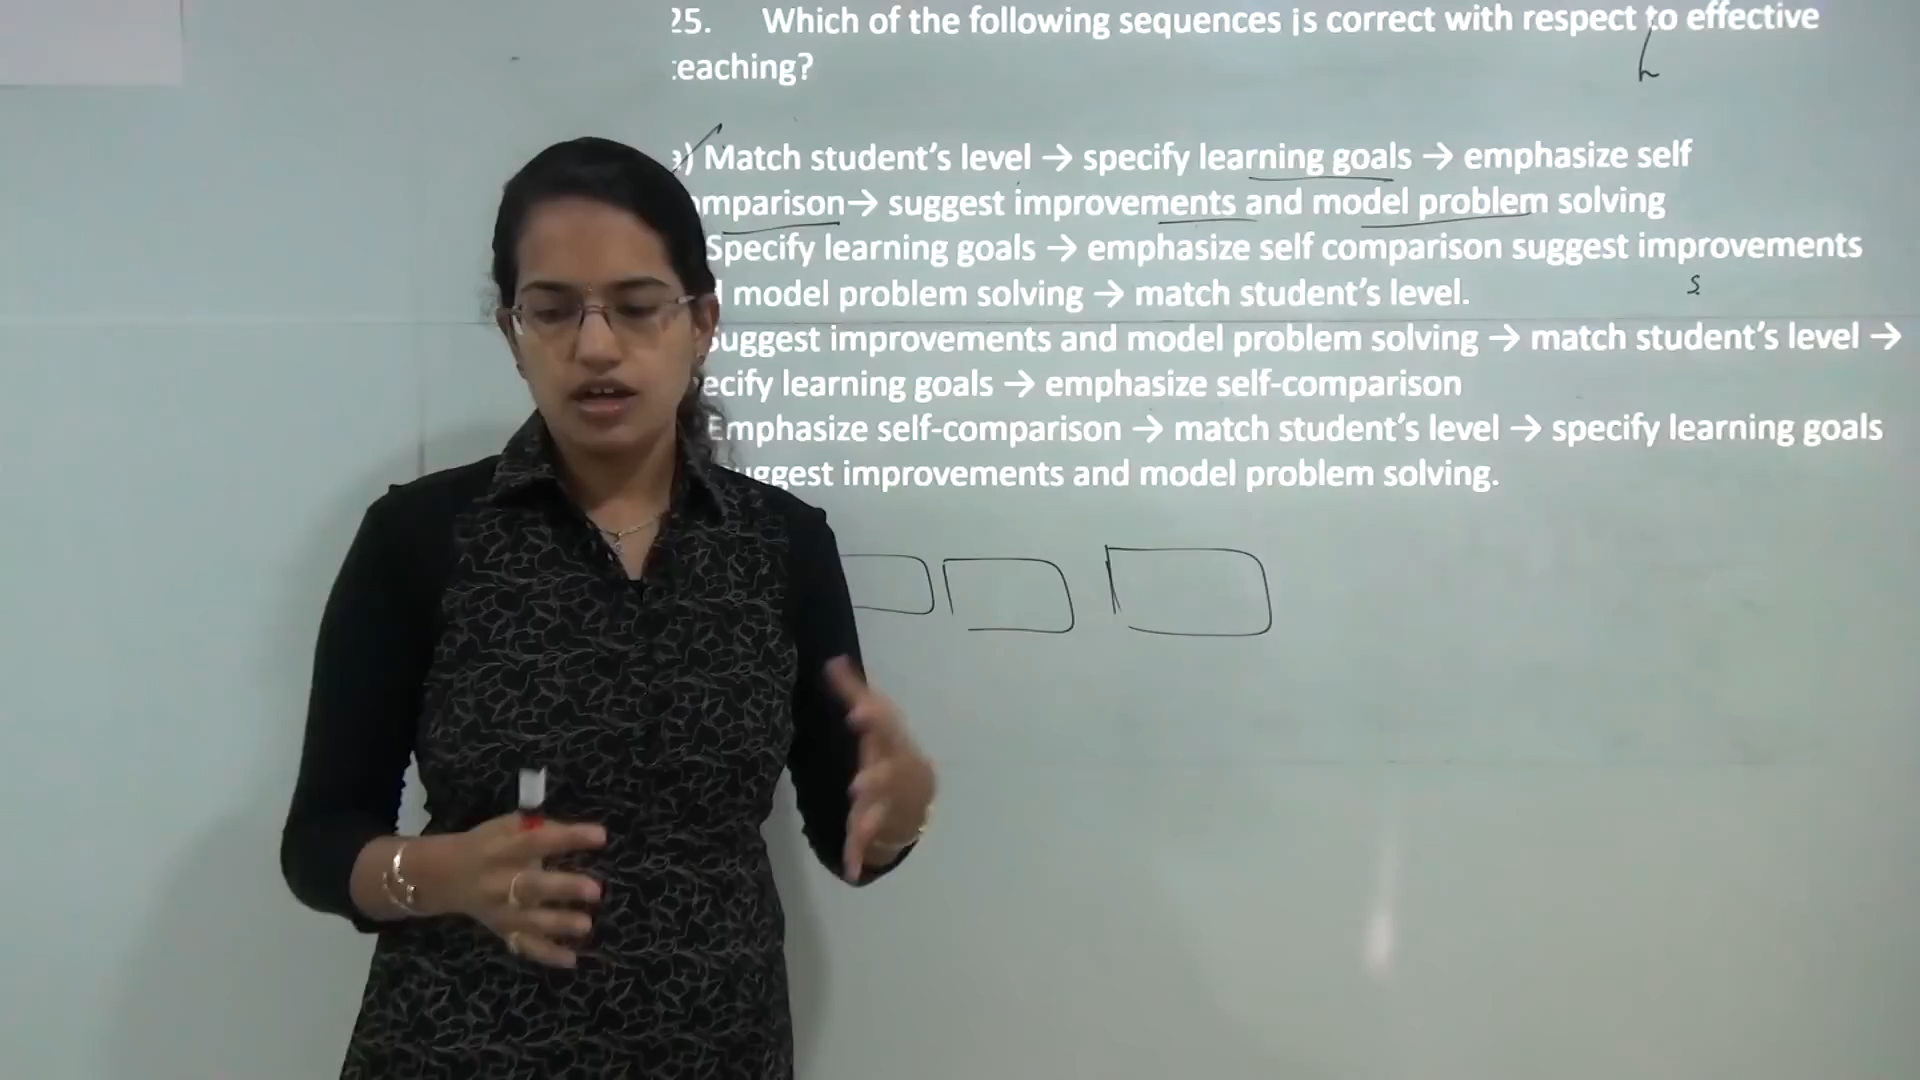 25. Which of the following sequences is correct with respect to effective
teaching?
a) Match student's level → specify learning goals → emphasize self
omparison→ suggest improvements and model problem solving
Specify learning goals → emphasize self comparison suggest improvements
model problem solving → match student's level.
Suggest improvements and model problem solving → match student's level →
ecify learning goals → emphasize self-comparison
Emphasize self-comparison → match student's level → specify learning goals
uggest improvements and model problem solving.